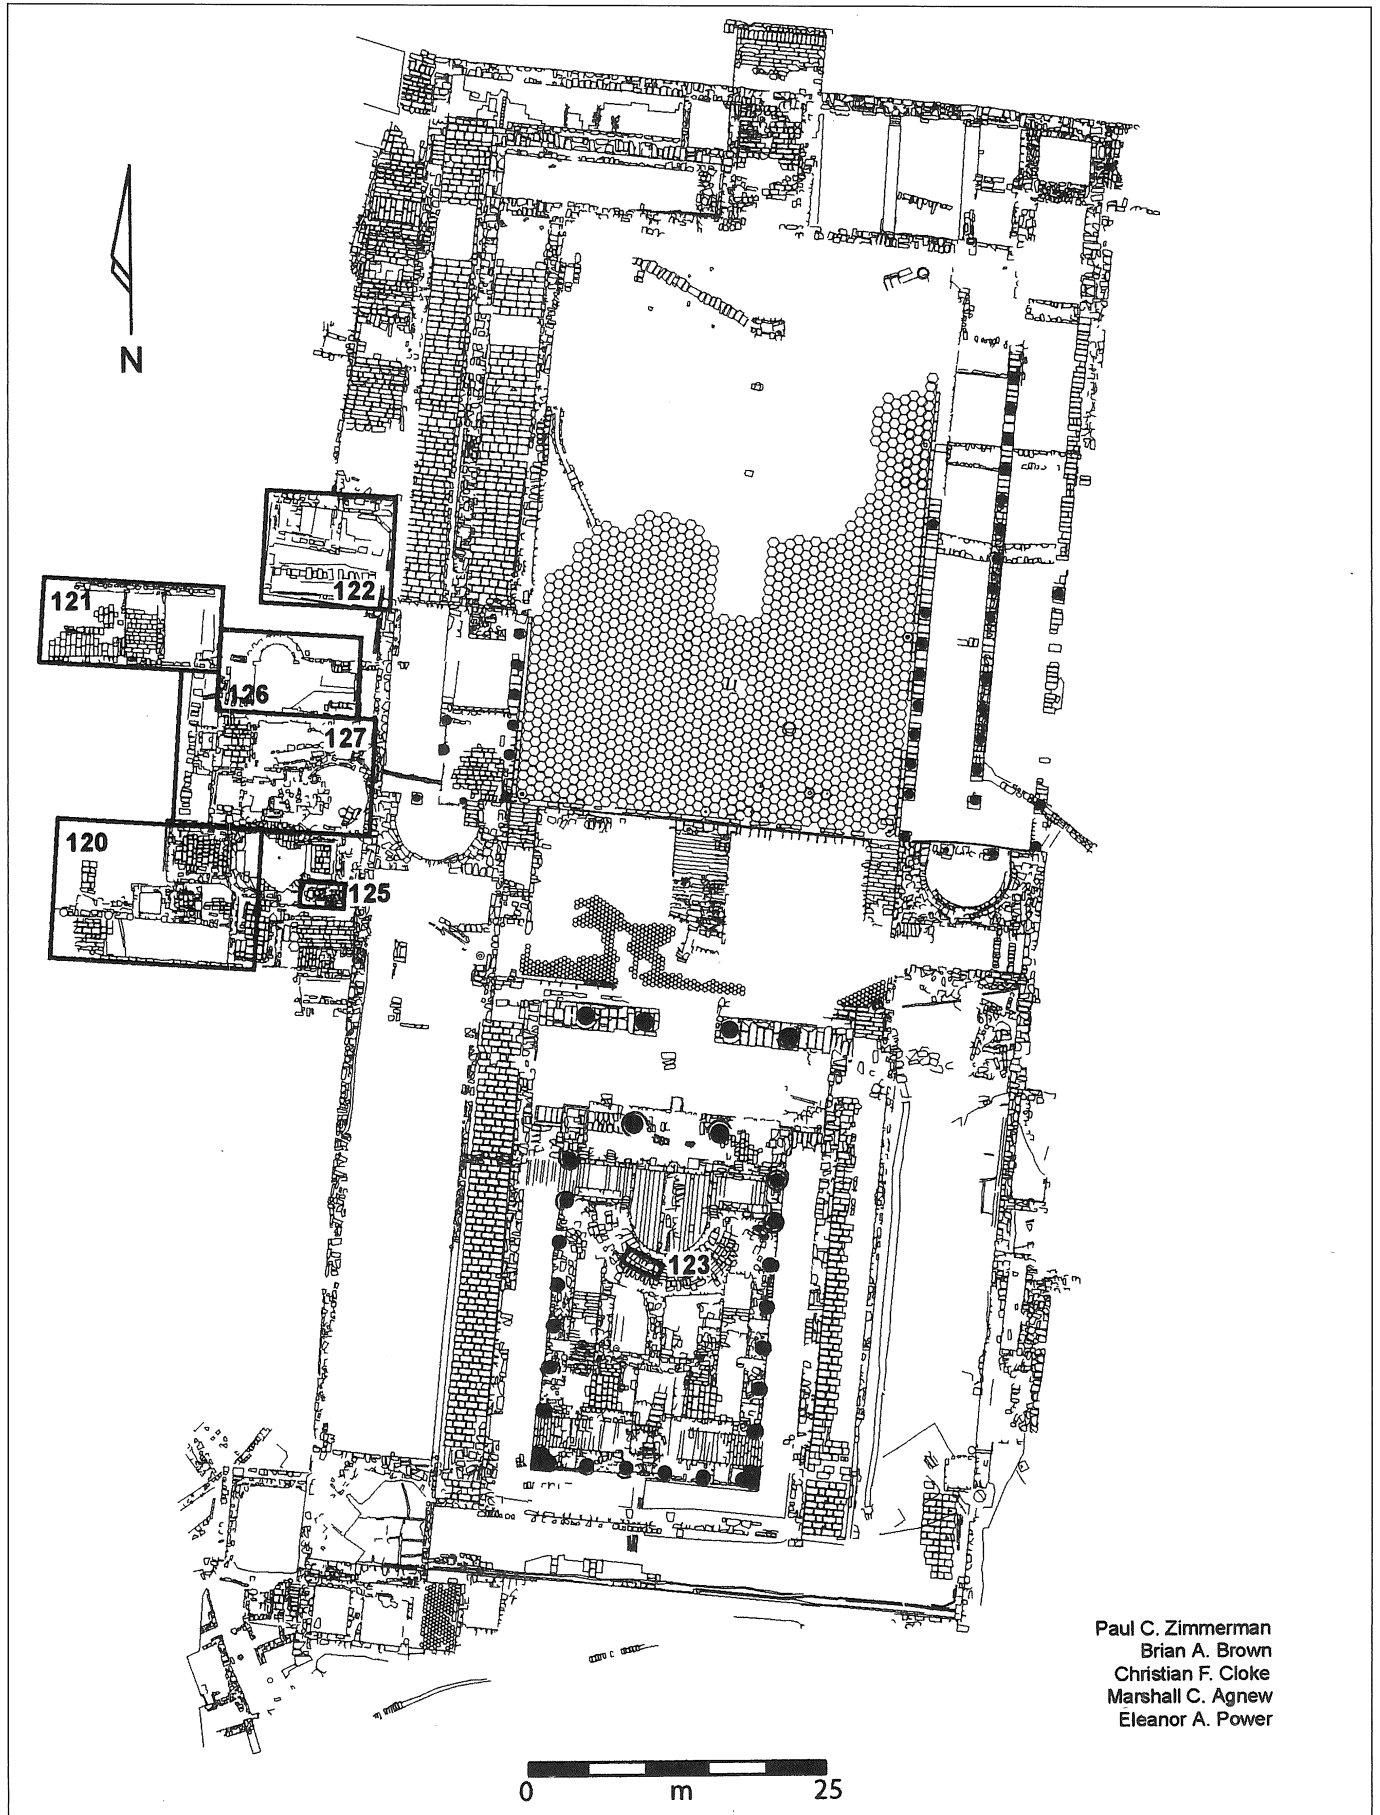 N
122
121
126
127
120
125
123
Paul C. Zimmerman
Brian A. Brown
Christian F. Cloke
Marshall C. Agnew
Eleanor A. Power
0 m 25